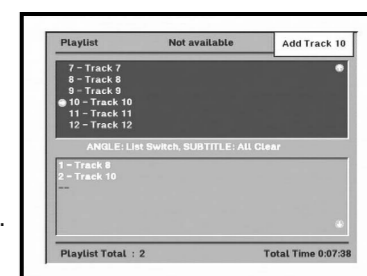 Playlist Not available Add Track 10
7 – Track 7
8 – Track 8
9 – Track 9
10 – Track 10
11 – Track 11
12 – Track 12
ANGLE: List Switch, SUBTITLE: All Clear
1 – Track 8
2 – Track 10
––
Playlist Total : 2 Total Time 0:07:38
.